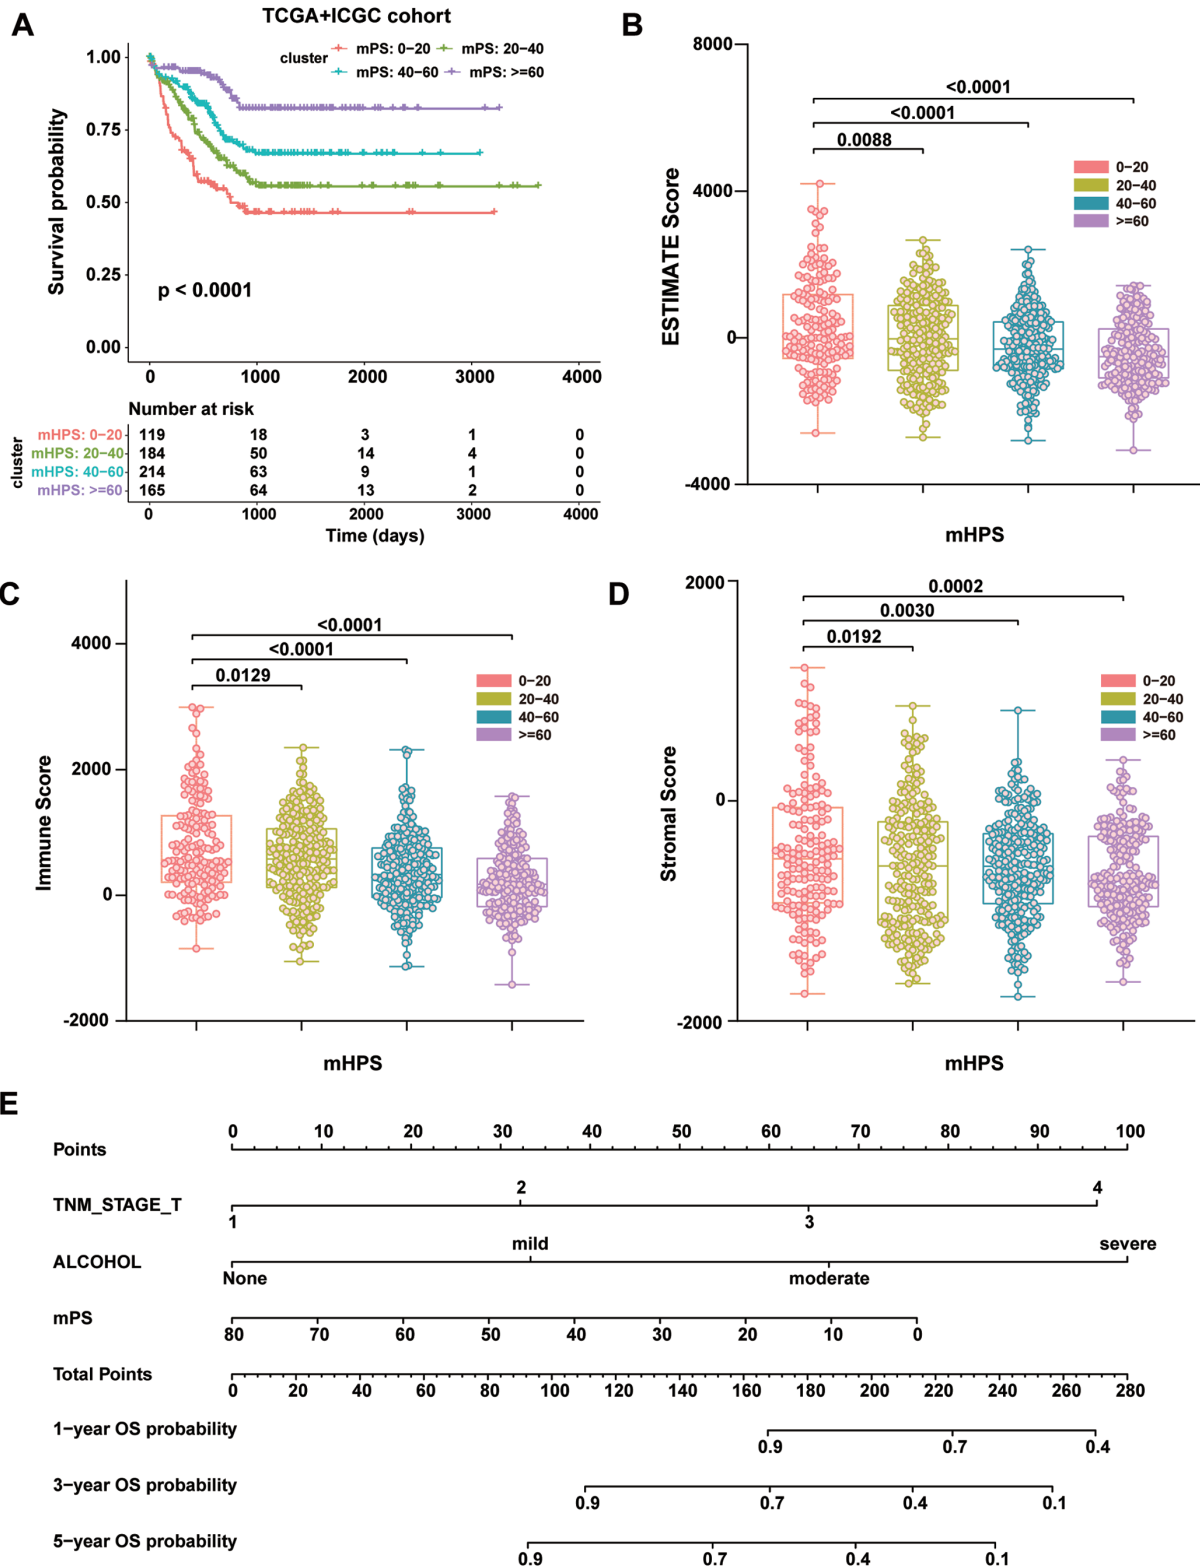 A
TCGA+ICGC cohort
cluster
mPS: 0−20
mPS: 20−40
mPS: 40−60
mPS: >=60
Survival probability
1.00
0.75
0.50
0.25
0.00
p < 0.0001
0 1000 2000 3000 4000
Number at risk
cluster
mHPS: 0−20 119 18 3 1 0
mHPS: 20−40 184 50 14 4 0
mHPS: 40−60 214 63 9 1 0
mHPS: >=60 165 64 13 2 0
0 1000 2000 3000 4000
Time (days)
B
ESTIMATE Score
8000
4000
0
-4000
<0.0001
<0.0001
0.0088
0−20
20−40
40−60
>=60
mHPS
C
Immune Score
4000
2000
0
-2000
<0.0001
<0.0001
0.0129
0−20
20−40
40−60
>=60
mHPS
D
Stromal Score
2000
0
-2000
0.0002
0.0030
0.0192
0−20
20−40
40−60
>=60
mHPS
E
Points
0 10 20 30 40 50 60 70 80 90 100
TNM_STAGE_T
1 2 3 4
ALCOHOL
None mild moderate severe
mPS
80 70 60 50 40 30 20 10 0
Total Points
0 20 40 60 80 100 120 140 160 180 200 220 240 260 280
1−year OS probability
0.9 0.7 0.4
3−year OS probability
0.9 0.7 0.4 0.1
5−year OS probability
0.9 0.7 0.4 0.1